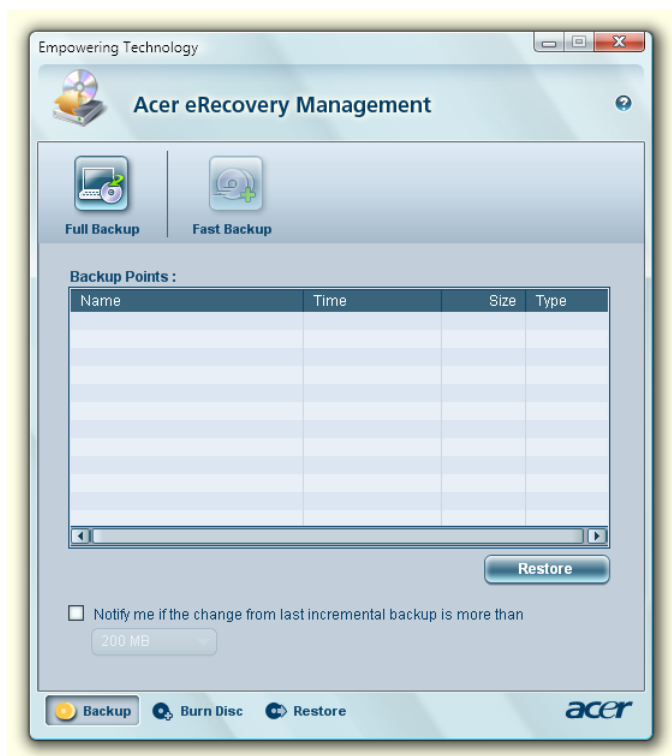 Empowering Technology
Acer eRecovery Management
Full Backup
Fast Backup
Backup Points :
Name Time Size Type
Restore
Notify me if the change from last incremental backup is more than
200 MB
Backup Burn Disc Restore
acer